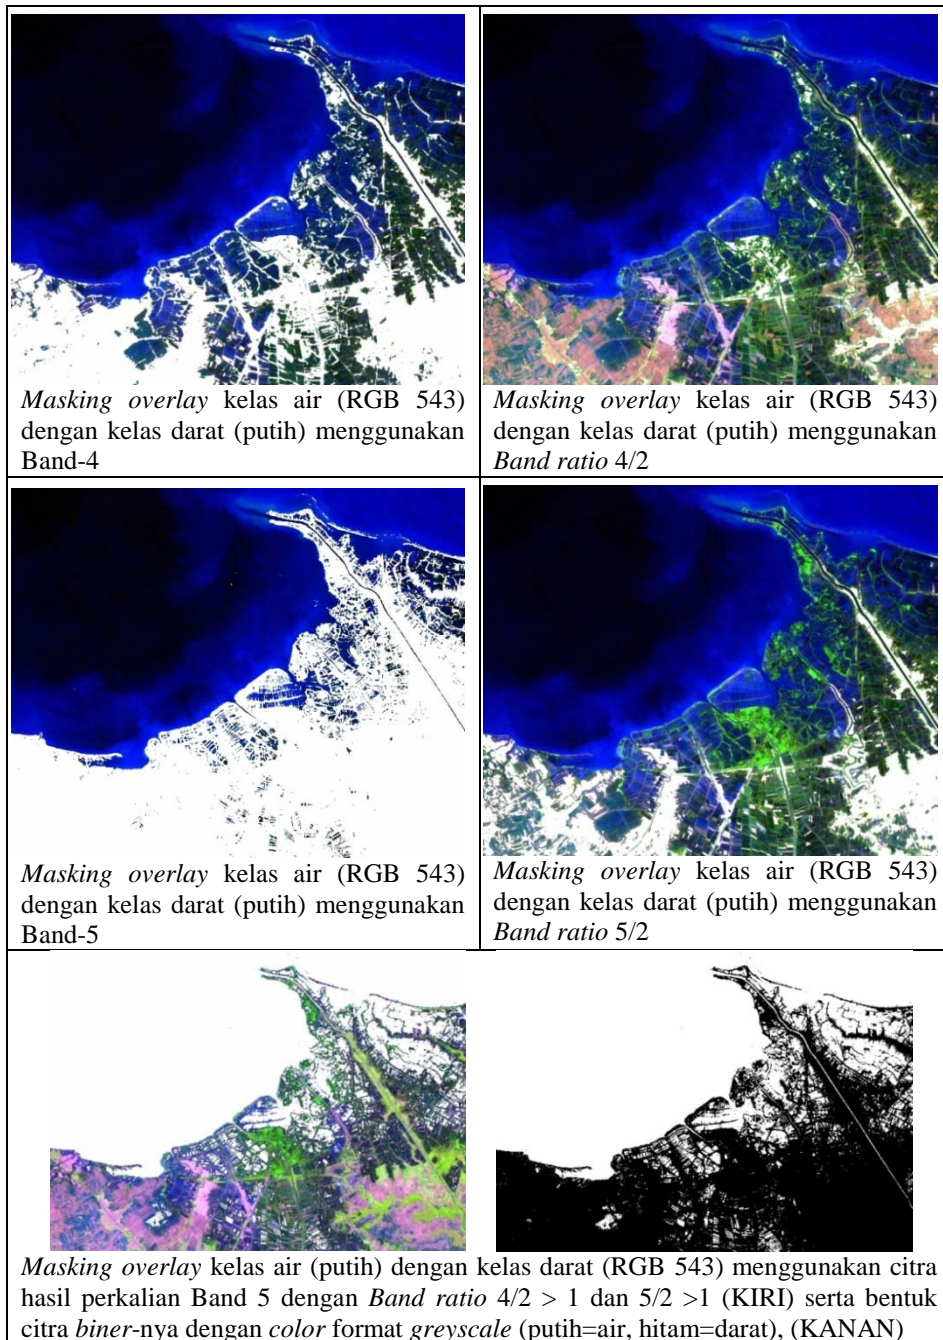 Masking overlay kelas air (RGB 543)
dengan kelas darat (putih) menggunakan
Band-4
Masking overlay kelas air (RGB 543)
dengan kelas darat (putih) menggunakan
Band ratio 4/2
Masking overlay kelas air (RGB 543)
dengan kelas darat (putih) menggunakan
Band-5
Masking overlay kelas air (RGB 543)
dengan kelas darat (putih) menggunakan
Band ratio 5/2
Masking overlay kelas air (putih) dengan kelas darat (RGB 543) menggunakan citra
hasil perkalian Band 5 dengan Band ratio 4/2 > 1 dan 5/2 >1 (KIRI) serta bentuk
citra biner-nya dengan color format greyscale (putih=air, hitam=darat), (KANAN)